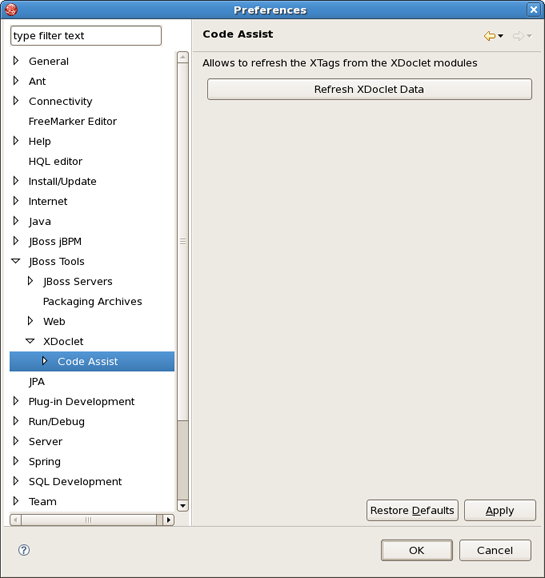 Preferences
type filter text
General
Ant
Connectivity
FreeMarker Editor
Help
HQL editor
Install/Update
Internet
Java
JBoss jBPM
JBoss Tools
JBoss Servers
Packaging Archives
Web
XDoclet
Code Assist
JPA
Plug-in Development
Run/Debug
Server
Spring
SQL Development
Team
Code Assist
Allows to refresh the XTags from the XDoclet modules
Refresh XDoclet Data
Restore Defaults
Apply
?
OK
Cancel